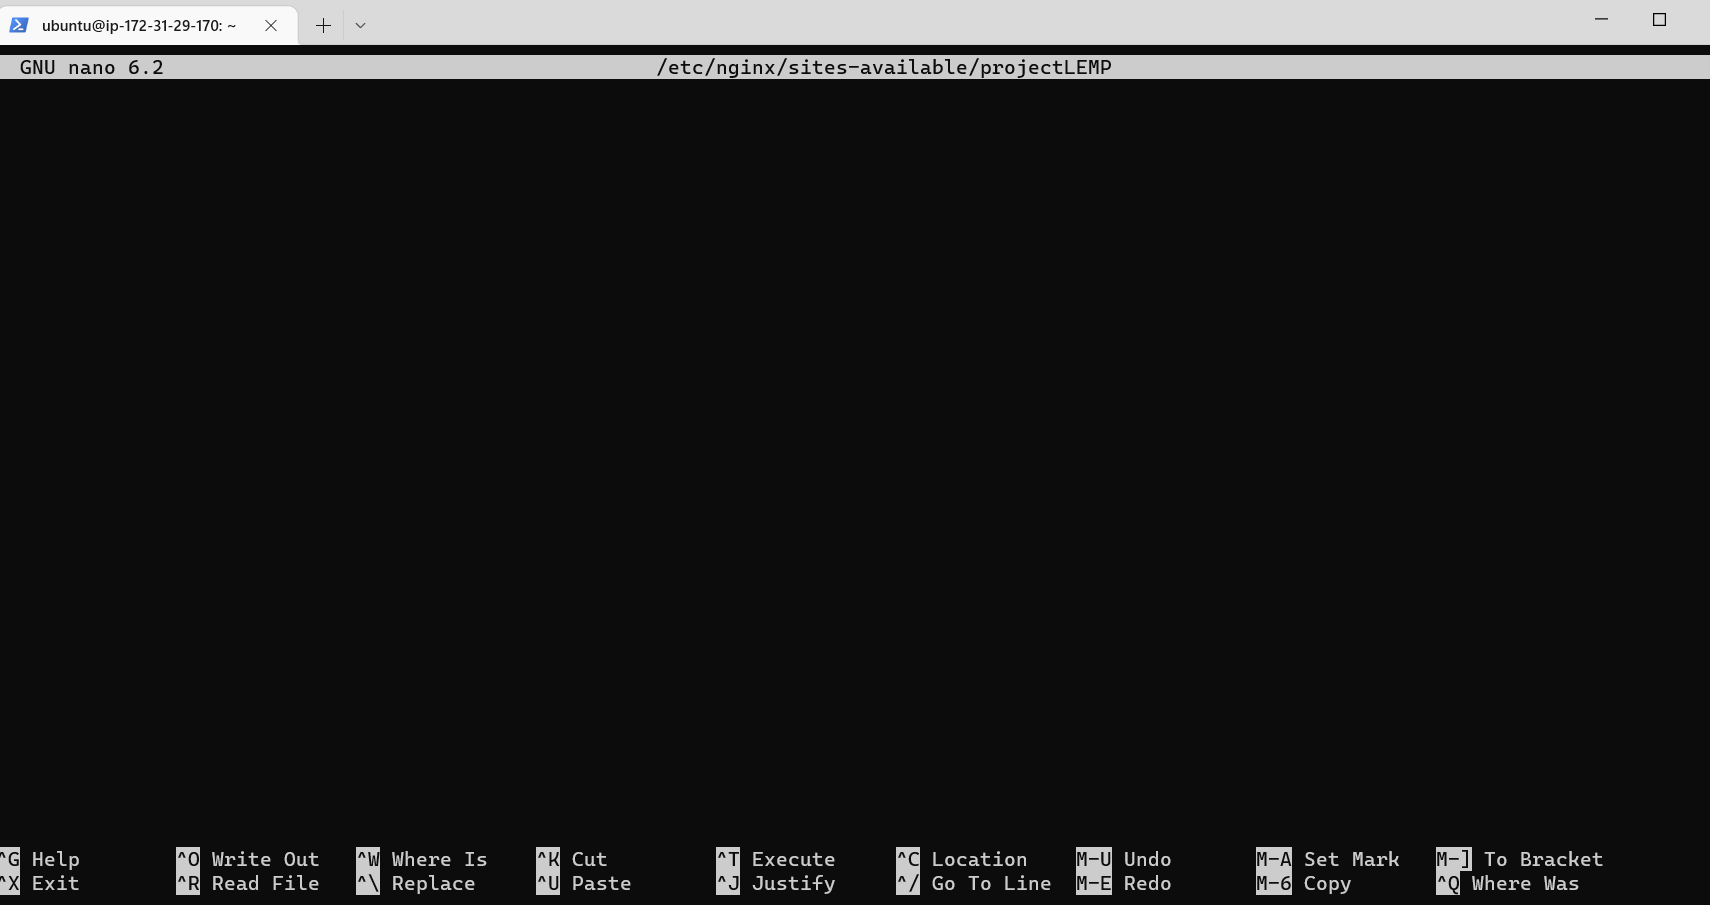 ubuntu@ip-172-31-29-170: ~
GNU nano 6.2 /etc/nginx/sites-available/projectLEMP
^G Help ^O Write Out ^W Where Is ^K Cut ^T Execute ^C Location M-U Undo M-A Set Mark M-] To Bracket
^X Exit ^R Read File ^\ Replace ^U Paste ^J Justify ^/ Go To Line M-E Redo M-6 Copy ^Q Where Was